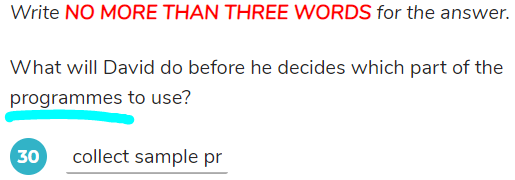 Write NO MORE THAN THREE WORDS for the answer.
What will David do before he decides which part of the
programmes to use?
30 collect sample pr